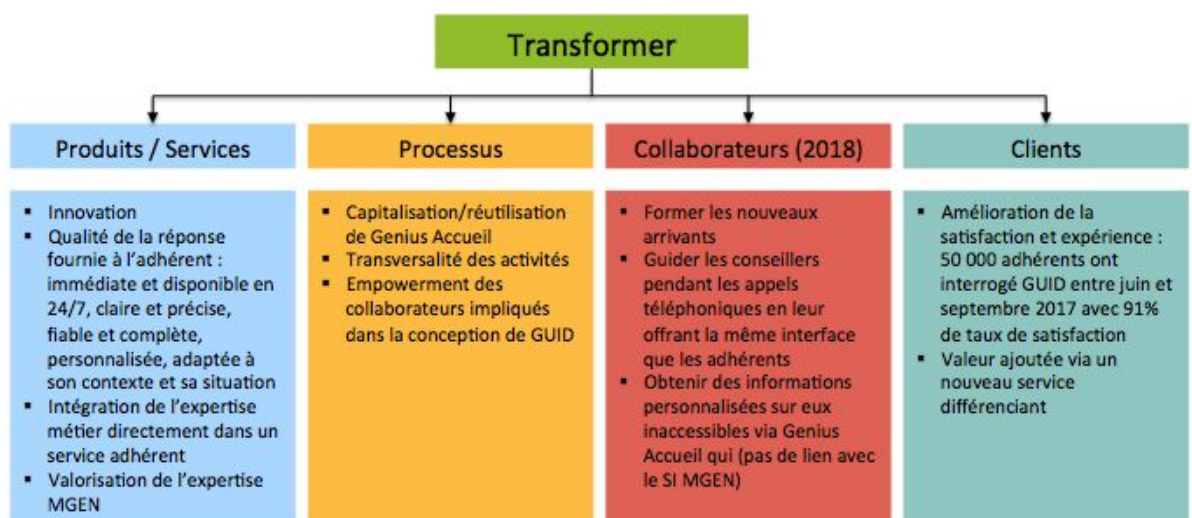 Transformer
Produits / Services
Processus
Collaborateurs (2018)
Clients
▪ Innovation
▪ Qualité de la réponse
fournie à l'adhérent :
immédiate et disponible en
24/7, claire et précise,
fiable et complète,
personnalisée, adaptée à
son contexte et sa situation
▪ Intégration de l'expertise
métier directement dans un
service adhérent
▪ Valorisation de l'expertise
MGEN
▪ Capitalisation/réutilisation
de Genius Accueil
▪ Transversalité des activités
▪ Empowerment des
collaborateurs impliqués
dans la conception de GUID
▪ Former les nouveaux
arrivants
▪ Guider les conseillers
pendant les appels
téléphoniques en leur
offrant la même interface
que les adhérents
▪ Obtenir des informations
personnalisées sur eux
inaccessibles via Genius
Accueil qui (pas de lien avec
le SI MGEN)
▪ Amélioration de la
satisfaction et expérience :
50 000 adhérents ont
interrogé GUID entre juin et
septembre 2017 avec 91%
de taux de satisfaction
▪ Valeur ajoutée via un
nouveau service
différenciant